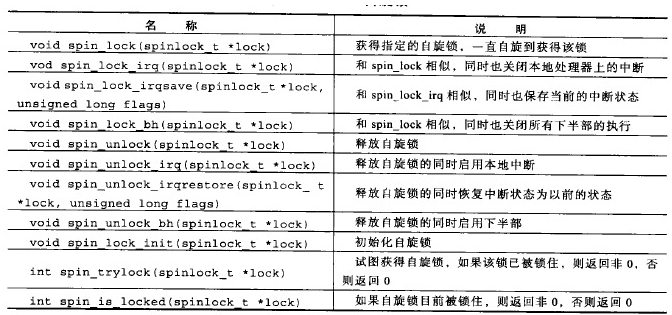 名 称 说 明
void spin_lock(spinlock_t *lock) 获得指定的自旋锁，一直自旋到获得该锁
vod spin_lock_irq(spinlock_t *lock) 和 spin_lock 相似，同时也关闭本地处理器上的中断
void spin_lock_irqsave(spinlock_t *lock,
unsigned long flags) 和 spin_lock_irq 相似，同时也保存当前的中断状态
void spin_lock_bh(spinlock_t *lock) 和 spin_lock 相似，同时也关闭所有下半部的执行
void spin_unlock(spinlock_t *lock) 释放自旋锁
void spin_unlock_irq(spinlock_t *lock) 释放自旋锁的同时启用本地中断
void spin_unlock_irqrestore(spinlock_ t
*lock, unsigned long flags) 释放自旋锁的同时恢复中断状态为以前的状态
void spin_unlock_bh(spinlock_t *lock) 释放自旋锁的同时启用下半部
void spin_lock_init(spinlock_t *lock) 初始化自旋锁
int spin_trylock(spinlock_t *lock) 试图获得自旋锁，如果该锁已被锁住，则返回非 0，否
则返回 0
int spin_is_locked(spinlock_t *lock) 如果自旋锁目前被锁住，则返回非 0，否则返回 0